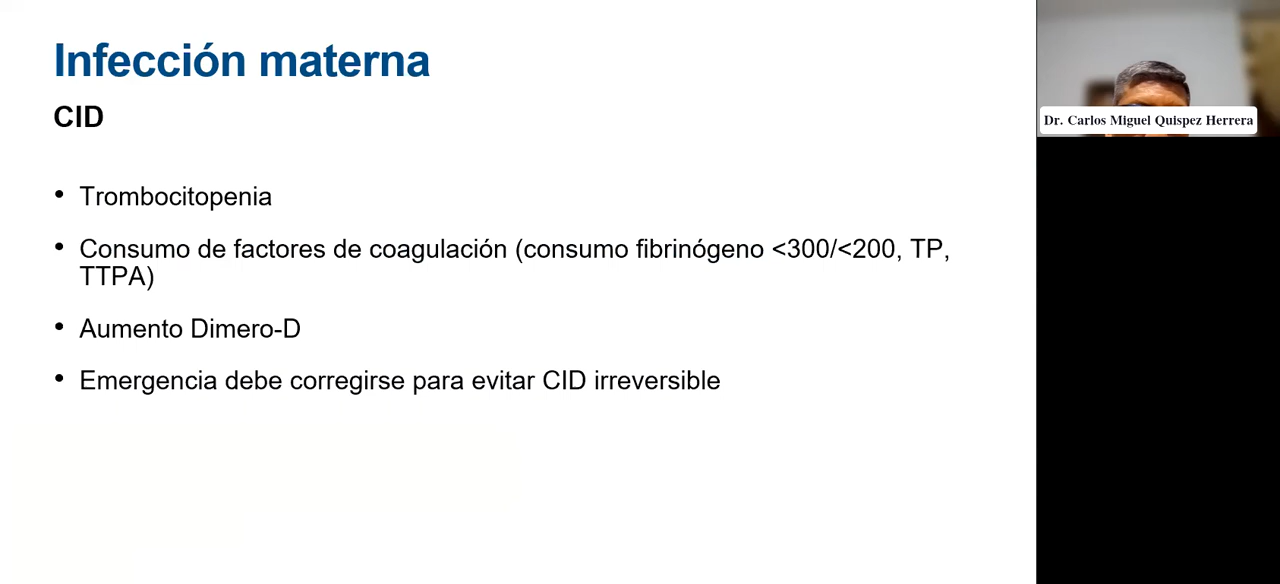 Infección materna
CID
• Trombocitopenia
• Consumo de factores de coagulación (consumo fibrinógeno <300/<200, TP,
TTPA)
• Aumento Dimero-D
• Emergencia debe corregirse para evitar CID irreversible
Dr. Carlos Miguel Quispez Herrera